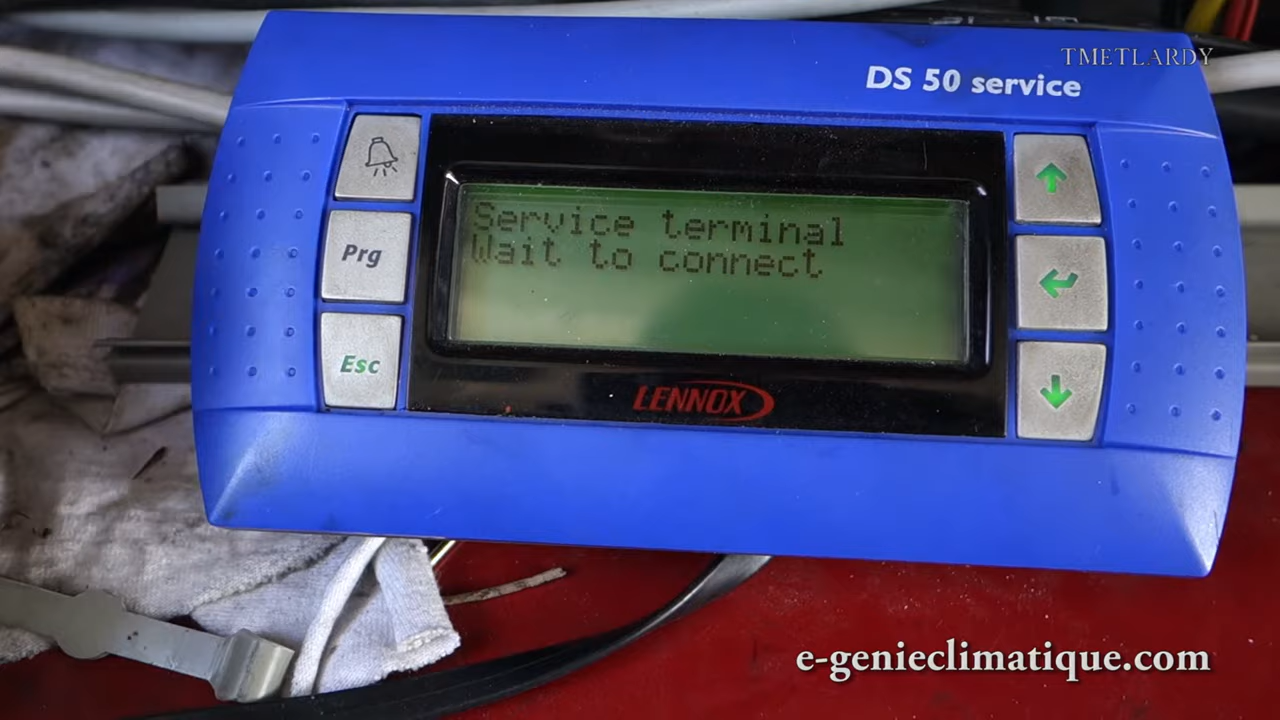 TMETLARDY
DS 50 service
Service terminal
Wait to connect
Prg
Esc
LENNOX
e-genieclimatique.com